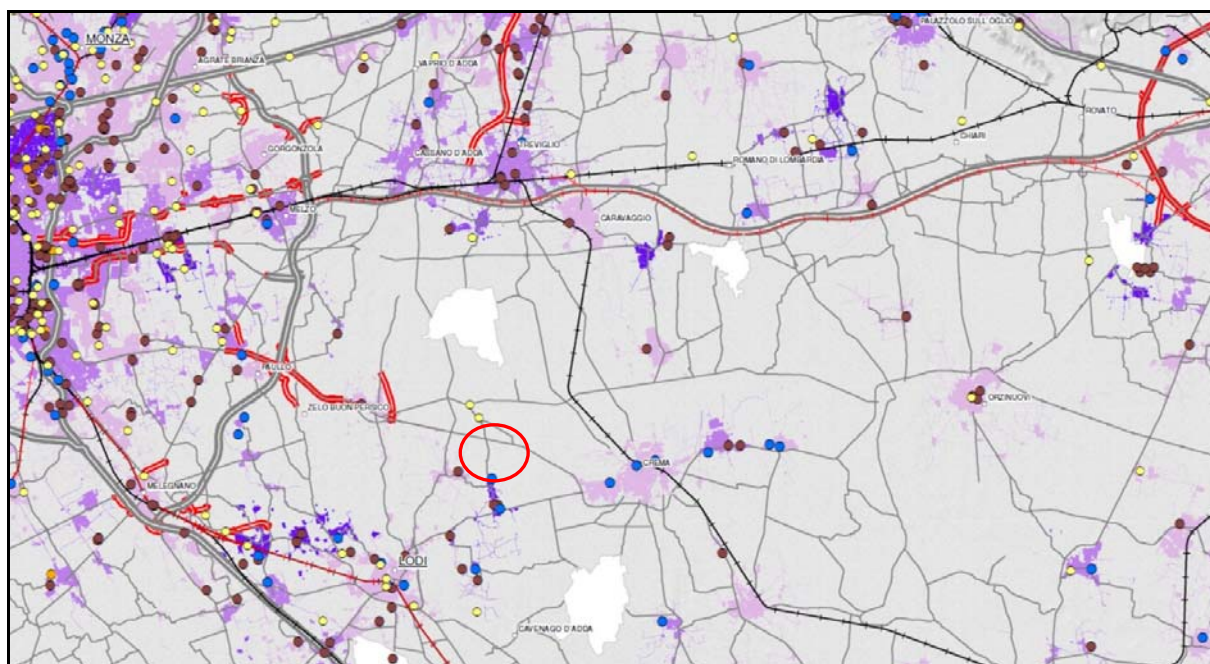 PALAZZOLO SULL'OGLIO
MONZA
AGRATE BRIANZA
VAPRIO D'ADDA
ROVATO
CHIARI
GORGONZOLA
TREVIGLIO
CASSANO D'ADDA
ROMANO DI LOMBARDIA
MELZO
CARAVAGGIO
PAULLO
ZELO BUON PERSICO
ORZINUOVI
CREMA
MELEGNANO
LODI
CAVENAGO D'ADDA